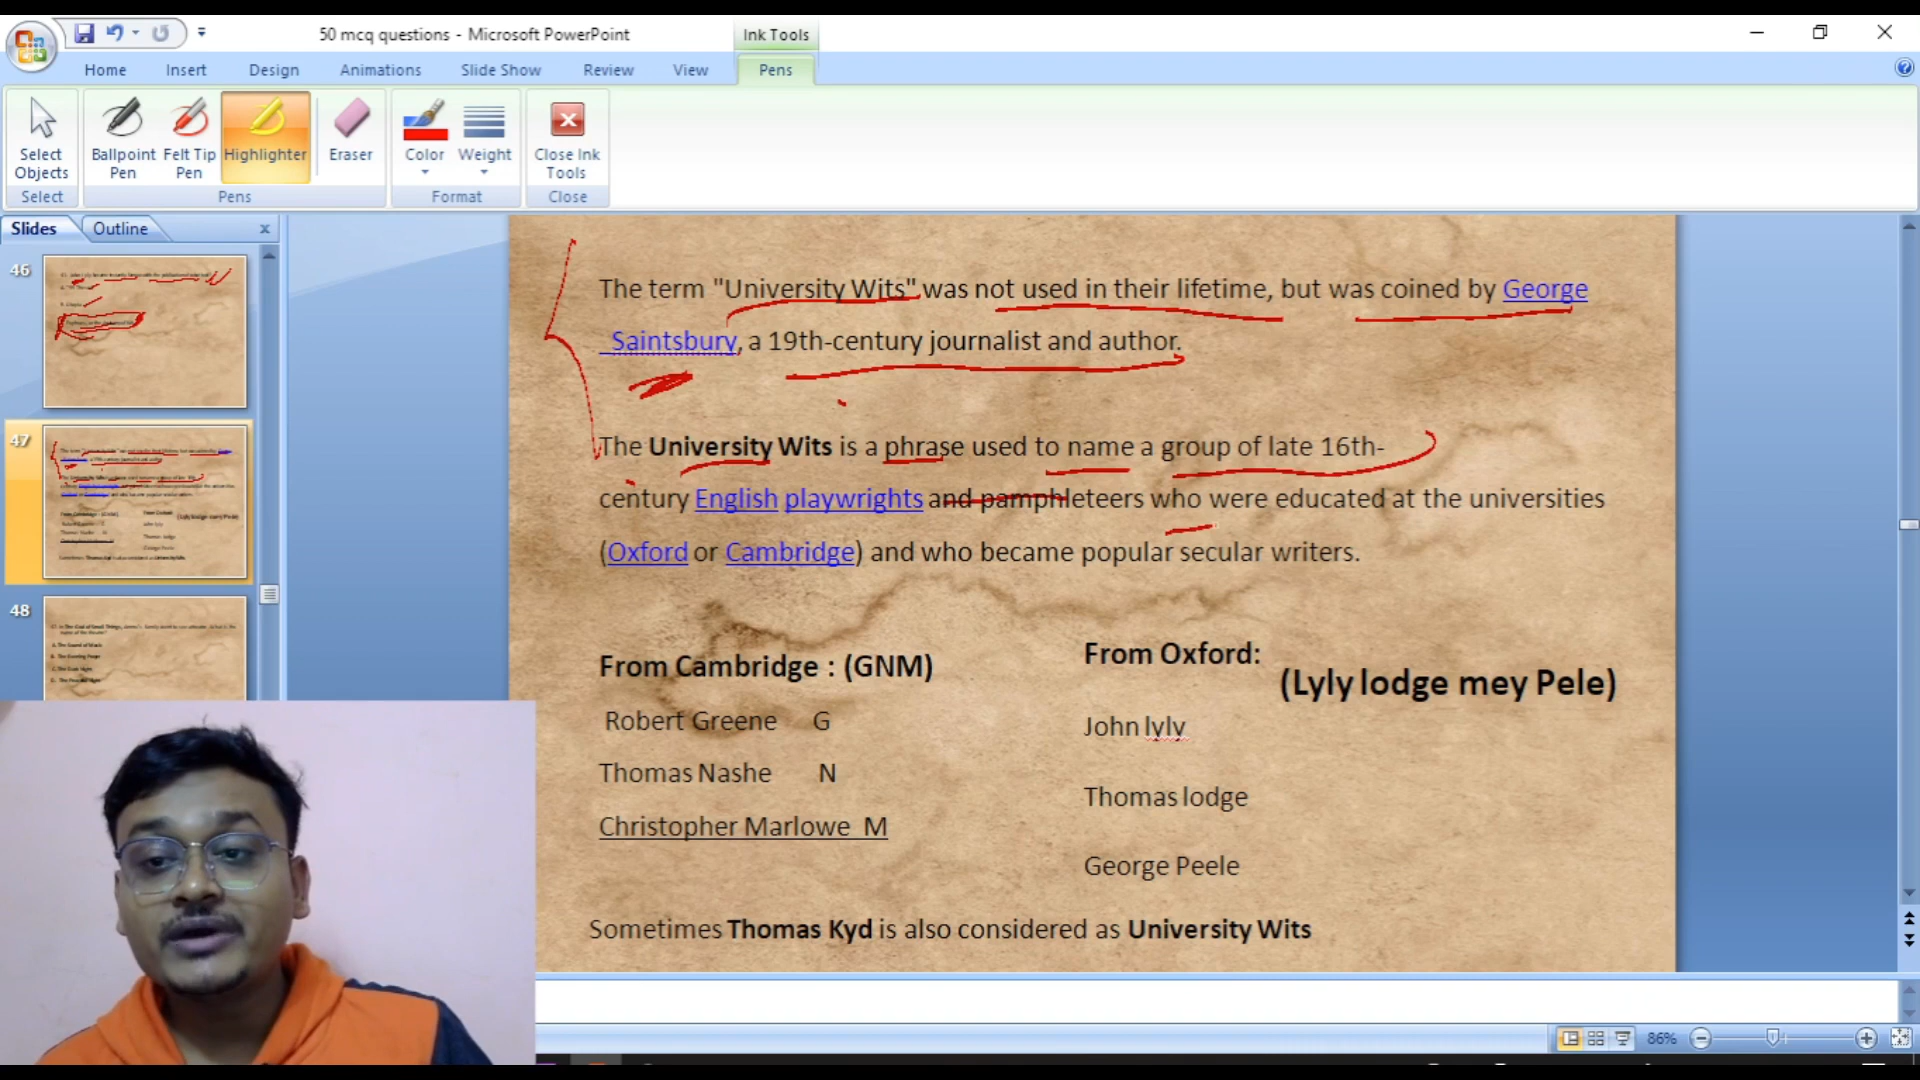 50 mcq questions - Microsoft PowerPoint
Ink Tools
Home Insert Design Animations Slide Show Review View Pens
Select Objects
Ballpoint Pen
Felt Tip Pen
Highlighter
Eraser
Color
Weight
Close Ink Tools
Select
Pens
Format
Close
Slides
Outline
x
46
47
48
The term "University Wits" was not used in their lifetime, but was coined by George
Saintsbury, a 19th-century journalist and author.
The University Wits is a phrase used to name a group of late 16th-
century English playwrights and pamphleteers who were educated at the universities
(Oxford or Cambridge) and who became popular secular writers.
From Cambridge : (GNM)
Robert Greene G
Thomas Nashe N
Christopher Marlowe M
From Oxford:
(Lyly lodge mey Pele)
John lyly
Thomas lodge
George Peele
Sometimes Thomas Kyd is also considered as University Wits
86%